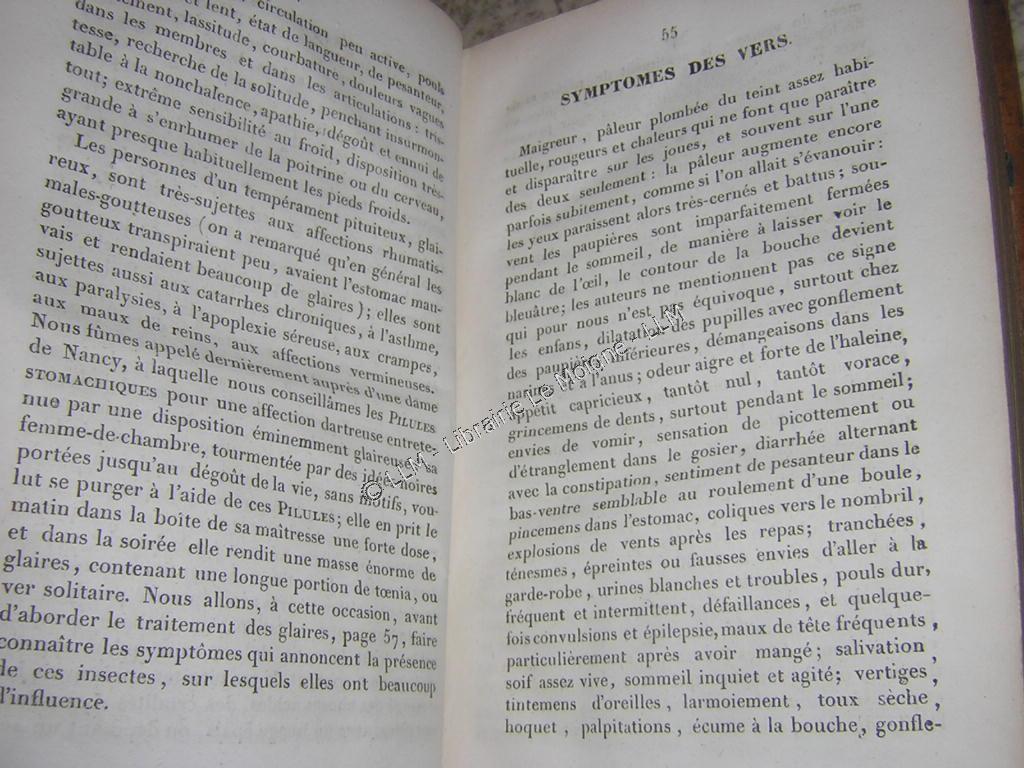 circulation peu active, pouls
et lent, état de langueur, de pesanteur,
lassitude, courbature, douleurs vagues
dans les membres et dans les articulations: tris-
tesse, recherche de la solitude, penchant insurmon-
table à la nonchalence, apathie, dégoût et ennui de
tout; extrême sensibilité au froid, disposition très-
grande à s'enrhumer de la poitrine ou du cerveau,
ayant presque habituellement les pieds froids.
Les personnes d'un tempérament pituiteux, glai-
reux, sont très-sujettes aux affections rhumatis-
males-goutteuses (on a remarqué qu'en général les
goutteux transpiraient peu, avaient l'estomac mau-
vais et rendaient beaucoup de glaires); elles sont
sujettes aussi aux catarrhes chroniques, à l'asthme,
aux paralysies, à l'apoplexie séreuse, aux crampes,
aux maux de reins, aux affections vermineuses.
Nous fûmes appelé dernièrement auprès d'une dame
de Nancy, à laquelle nous conseillâmes les PILULES
STOMACHIQUES pour une affection dartreuse entrete-
nue par une disposition éminemment glaireuse; sa
femme-de-chambre, tourmentée par des idées noires
portées jusqu'au dégoût de la vie, sans motifs, vou-
lut se purger à l'aide de ces PILULES; elle en prit le
matin dans la boîte de sa maîtresse une forte dose,
et dans la soirée elle rendit une masse énorme de
glaires, contenant une longue portion de tœnia, ou
ver solitaire. Nous allons, à cette occasion, avant
d'aborder le traitement des glaires, page 57, faire
connaître les symptômes qui annoncent la présence
de ces insectes, sur lesquels elles ont beaucoup
d'influence.
55
SYMPTOMES DES VERS.
Maigreur, pâleur plombée du teint assez habi-
tuelle, rougeurs et chaleurs qui ne font que paraître
et disparaître sur les joues, et souvent sur l'une
des deux seulement: la pâleur augmente encore
parfois subitement, comme si l'on allait s'évanouir:
les yeux paraissent alors très-cernés et battus; sou-
vent les paupières sont imparfaitement fermées
pendant le sommeil, de manière à laisser voir le
blanc de l'œil, le contour de la bouche devient
bleuâtre; les auteurs ne mentionnent pas ce signe
qui pour nous n'est pas équivoque, surtout chez
les enfans, dilatation des pupilles avec gonflement
des paupières inférieures, démangeaisons dans les
narines et à l'anus; odeur aigre et forte de l'haleine,
appétit capricieux, tantôt nul, tantôt vorace,
grincemens de dents, surtout pendant le sommeil;
envies de vomir, sensation de picottement ou
d'étranglement dans le gosier, diarrhée alternant
avec la constipation, sentiment de pesanteur dans le
bas-ventre semblable au roulement d'une boule,
pincemens dans l'estomac, coliques vers le nombril,
explosions de vents après les repas; tranchées,
ténesmes, épreintes ou fausses envies d'aller à la
garde-robe, urines blanches et troubles, pouls dur,
fréquent et intermittent, défaillances, et quelque-
fois convulsions et épilepsie, maux de tête fréquents,
particulièrement après avoir mangé; salivation,
soif assez vive, sommeil inquiet et agité; vertiges,
tintemens d'oreilles, larmoiement, toux sèche,
hoquet, palpitations, écume à la bouche, gonfle-
© LLM - Librairie Le Moigne - LLM